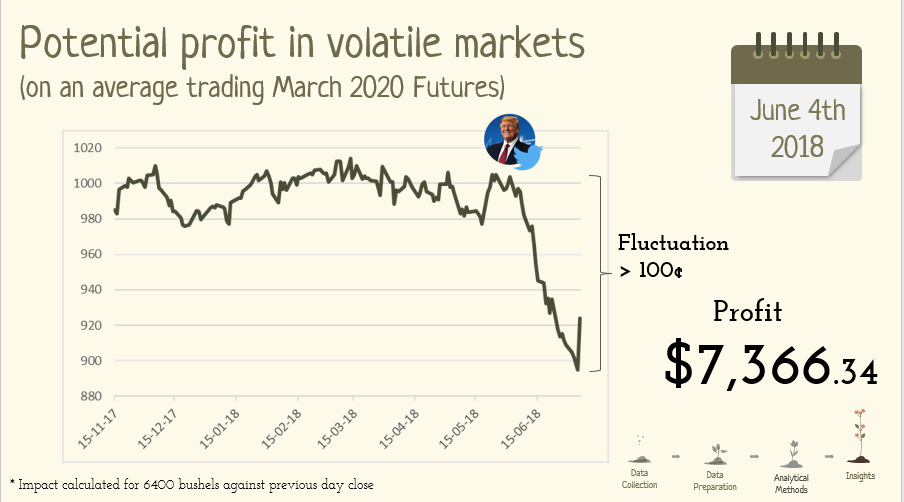 Potential profit in volatile markets
(on an average trading March 2020 Futures)
June 4th
2018
1020
1000
980
960
940
920
900
880
15-11-17
15-12-17
15-01-18
15-02-18
15-03-18
15-04-18
15-05-18
15-06-18
Fluctuation
> 100¢
Profit
$7,366.34
Data
Collection
Data
Preparation
Analytical
Methods
Insights
* Impact calculated for 6400 bushels against previous day close